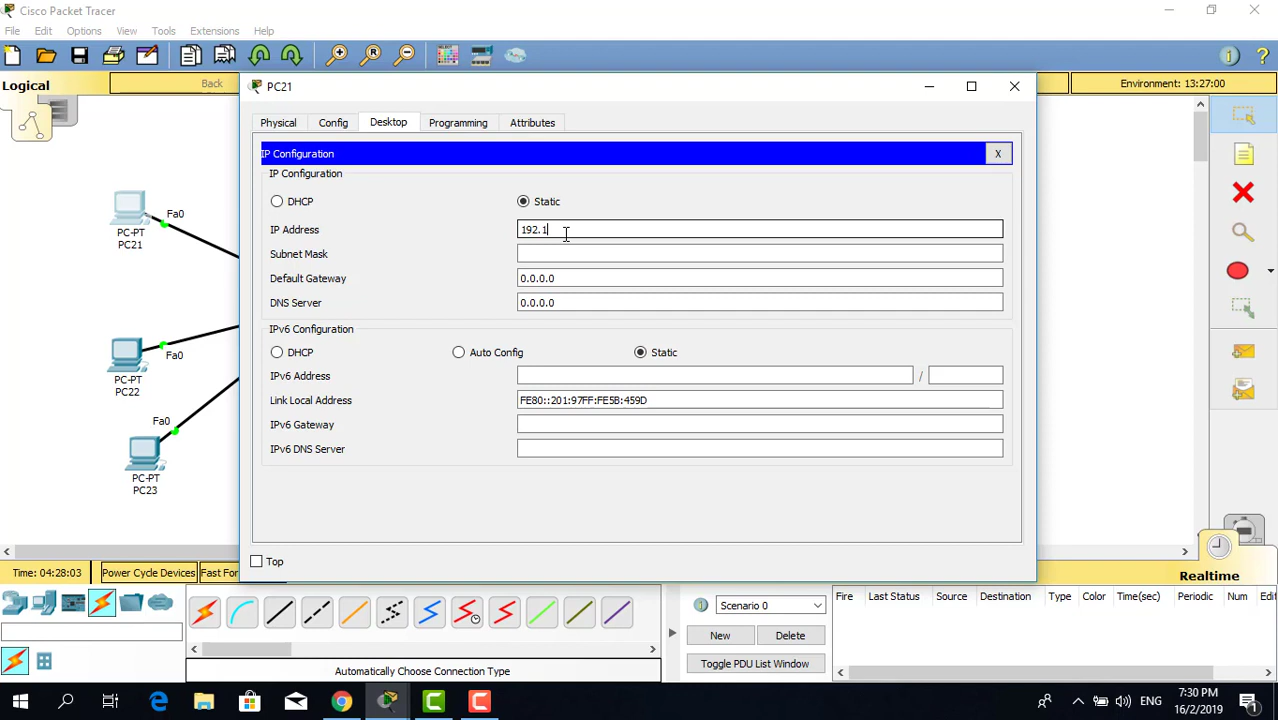 Cisco Packet Tracer
File Edit Options View Tools Extensions Help
Logical
Back
Environment: 13:27:00
PC21
Physical Config Desktop Programming Attributes
IP Configuration
X
IP Configuration
DHCP
Static
IP Address
192.1
Subnet Mask
Default Gateway
0.0.0.0
DNS Server
0.0.0.0
IPv6 Configuration
DHCP
Auto Config
Static
IPv6 Address
/
Link Local Address
FE80::201:97FF:FE5B:459D
IPv6 Gateway
IPv6 DNS Server
Top
Fa0
PC-PT
PC21
Fa0
PC-PT
PC22
Fa0
PC-PT
PC23
Time: 04:28:03
Power Cycle Devices
Fast For
Realtime
Scenario 0
New
Delete
Toggle PDU List Window
Fire Last Status Source Destination Type Color Time(sec) Periodic Num Edi
Automatically Choose Connection Type
ENG
7:30 PM
16/2/2019